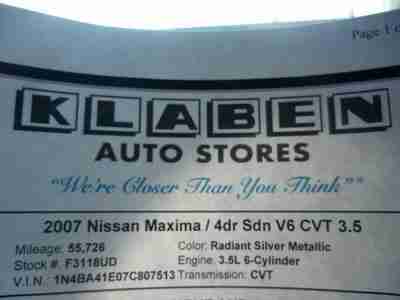 Page 1 o
KLABEN
AUTO STORES
"We're Closer Than You Think"
2007 Nissan Maxima / 4dr Sdn V6 CVT 3.5
Mileage: 55,726 Color: Radiant Silver Metallic
Stock #. F3118UD Engine: 3.5L 6-Cylinder
V.I.N.: 1N4BA41E07C807513 Transmission: CVT